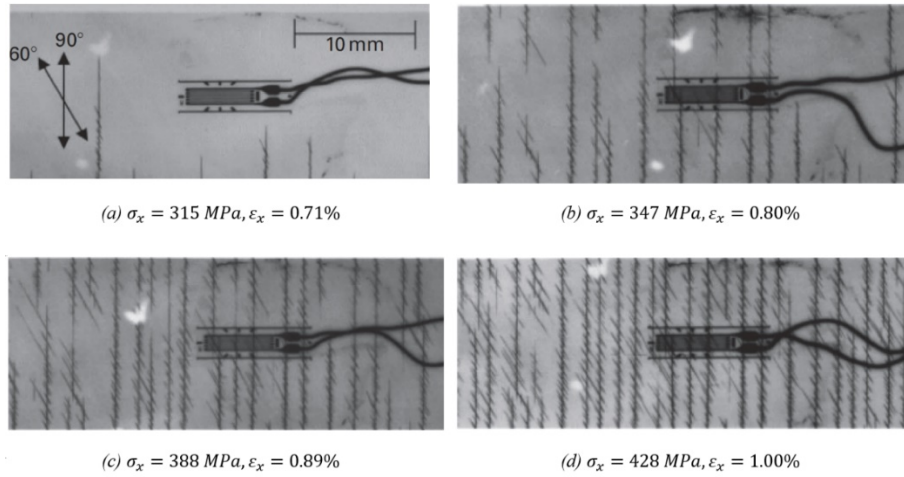 60° 90° 10 mm
(a) σₓ = 315 MPa, εₓ = 0.71%
(b) σₓ = 347 MPa, εₓ = 0.80%
(c) σₓ = 388 MPa, εₓ = 0.89%
(d) σₓ = 428 MPa, εₓ = 1.00%